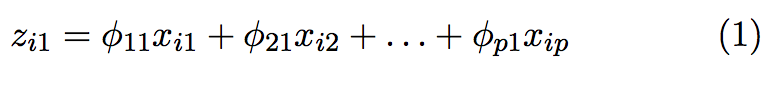 z_{i1} = ϕ_{11}x_{i1} + ϕ_{21}x_{i2} + … + ϕ_{p1}x_{ip} (1)